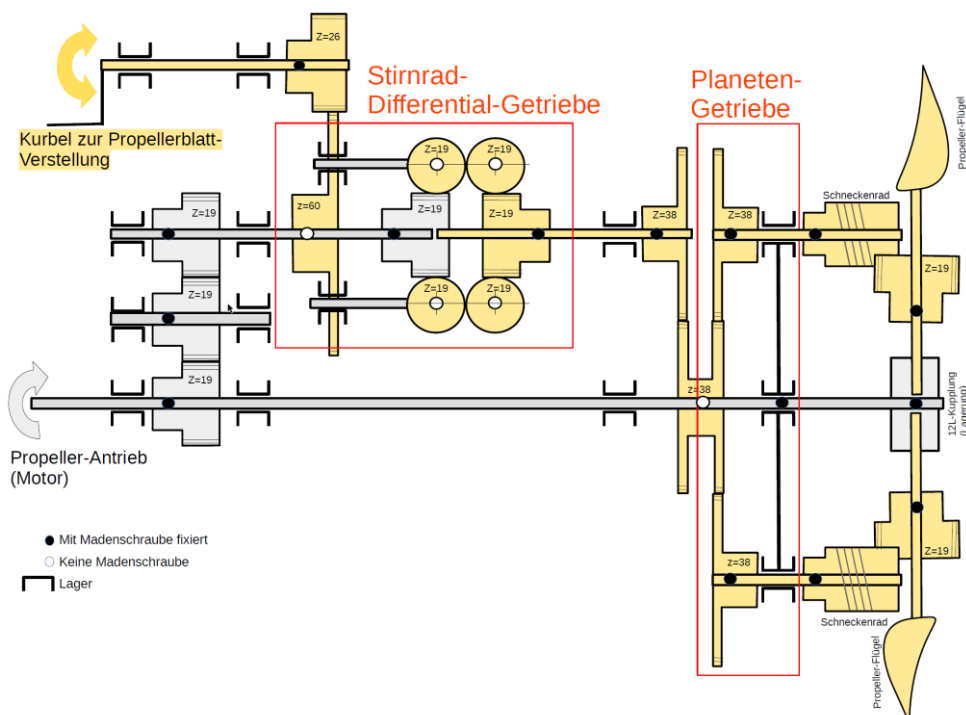 Z=26
Stirnrad-
Differential-Getriebe
Planeten-
Getriebe
Kurbel zur Propellerblatt-
Verstellung
Propeller-Flügel
Z=19
Z=19
Schneckenrad
Z=19
z=60
Z=19
Z=19
Z=38
Z=38
Z=19
Z=19
Z=19
Z=19
Z=19
z=38
12L-Kupplung
(Lagerung)
Propeller-Antrieb
(Motor)
Mit Madenschraube fixiert
Keine Madenschraube
Lager
z=38
Z=19
Schneckenrad
Propeller-Flügel